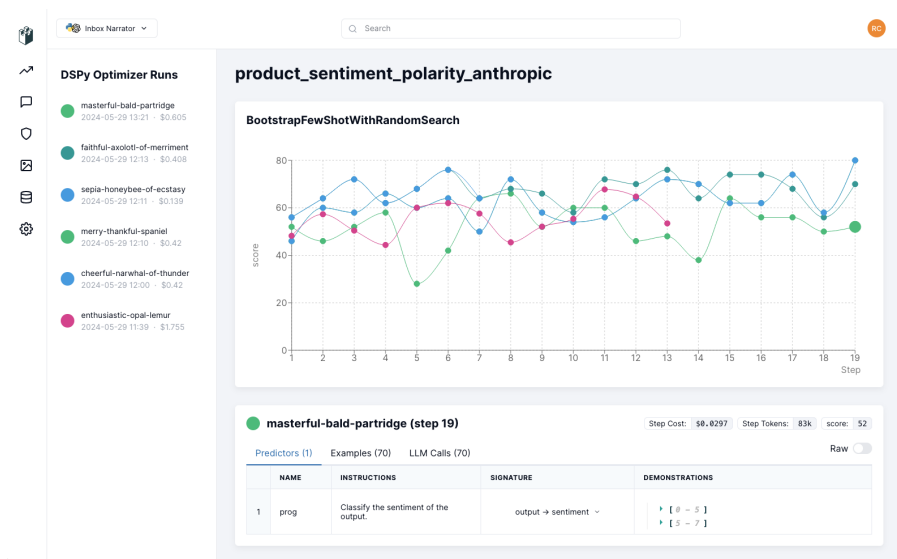 Inbox Narrator
Search
RC
DSPy Optimizer Runs
masterful-bald-partridge
2024-05-29 13:21 · $0.605
faithful-axolotl-of-merriment
2024-05-29 12:13 · $0.408
sepia-honeybee-of-ecstasy
2024-05-29 12:11 · $0.139
merry-thankful-spaniel
2024-05-29 12:10 · $0.42
cheerful-narwhal-of-thunder
2024-05-29 12:00 · $0.42
enthusiastic-opal-lemur
2024-05-29 11:39 · $1.755
product_sentiment_polarity_anthropic
BootstrapFewShotWithRandomSearch
80
60
40
20
0
score
1 2 3 4 5 6 7 8 9 10 11 12 13 14 15 16 17 18 19
Step
masterful-bald-partridge (step 19)
Step Cost: $0.0297 Step Tokens: 83k score: 52
Predictors (1) Examples (70) LLM Calls (70) Raw
NAME INSTRUCTIONS SIGNATURE DEMONSTRATIONS
1 prog Classify the sentiment of the output. output → sentiment
[ 0 – 5 ]
[ 5 – 7 ]